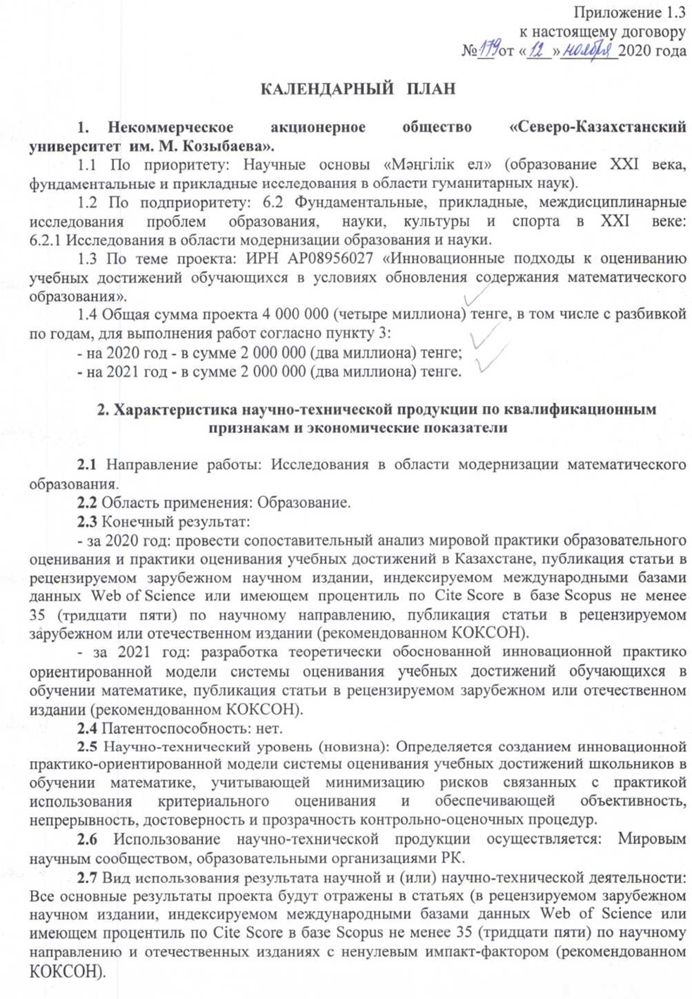 Приложение 1.3
к настоящему договору
№179от «12»ноября2020 года
КАЛЕНДАРНЫЙ ПЛАН
1. Некоммерческое акционерное общество «Северо-Казахстанский
университет им. М. Козыбаева».
1.1 По приоритету: Научные основы «Мәңгілік ел» (образование XXI века,
фундаментальные и прикладные исследования в области гуманитарных наук).
1.2 По подприоритету: 6.2 Фундаментальные, прикладные, междисциплинарные
исследования проблем образования, науки, культуры и спорта в XXI веке:
6.2.1 Исследования в области модернизации образования и науки.
1.3 По теме проекта: ИРН АР08956027 «Инновационные подходы к оцениванию
учебных достижений обучающихся в условиях обновления содержания математического
образования».
1.4 Общая сумма проекта 4 000 000 (четыре миллиона) тенге, в том числе с разбивкой
по годам, для выполнения работ согласно пункту 3:
- на 2020 год - в сумме 2 000 000 (два миллиона) тенге;
- на 2021 год - в сумме 2 000 000 (два миллиона) тенге.
2. Характеристика научно-технической продукции по квалификационным
признакам и экономические показатели
2.1 Направление работы: Исследования в области модернизации математического
образования.
2.2 Область применения: Образование.
2.3 Конечный результат:
- за 2020 год: провести сопоставительный анализ мировой практики образовательного
оценивания и практики оценивания учебных достижений в Казахстане, публикация статьи в
рецензируемом зарубежном научном издании, индексируемом международными базами
данных Web of Science или имеющем процентиль по Cite Score в базе Scopus не менее
35 (тридцати пяти) по научному направлению, публикация статьи в рецензируемом
зарубежном или отечественном издании (рекомендованном КОКСОН).
- за 2021 год: разработка теоретически обоснованной инновационной практико
ориентированной модели системы оценивания учебных достижений обучающихся в
обучении математике, публикация статьи в рецензируемом зарубежном или отечественном
издании (рекомендованном КОКСОН).
2.4 Патентоспособность: нет.
2.5 Научно-технический уровень (новизна): Определяется созданием инновационной
практико-ориентированной модели системы оценивания учебных достижений школьников в
обучении математике, учитывающей минимизацию рисков связанных с практикой
использования критериального оценивания и обеспечивающей объективность,
непрерывность, достоверность и прозрачность контрольно-оценочных процедур.
2.6 Использование научно-технической продукции осуществляется: Мировым
научным сообществом, образовательными организациями РК.
2.7 Вид использования результата научной и (или) научно-технической деятельности:
Все основные результаты проекта будут отражены в статьях (в рецензируемом зарубежном
научном издании, индексируемом международными базами данных Web of Science или
имеющем процентиль по Cite Score в базе Scopus не менее 35 (тридцати пяти) по научному
направлению и отечественных изданиях с ненулевым импакт-фактором (рекомендованном
КОКСОН).